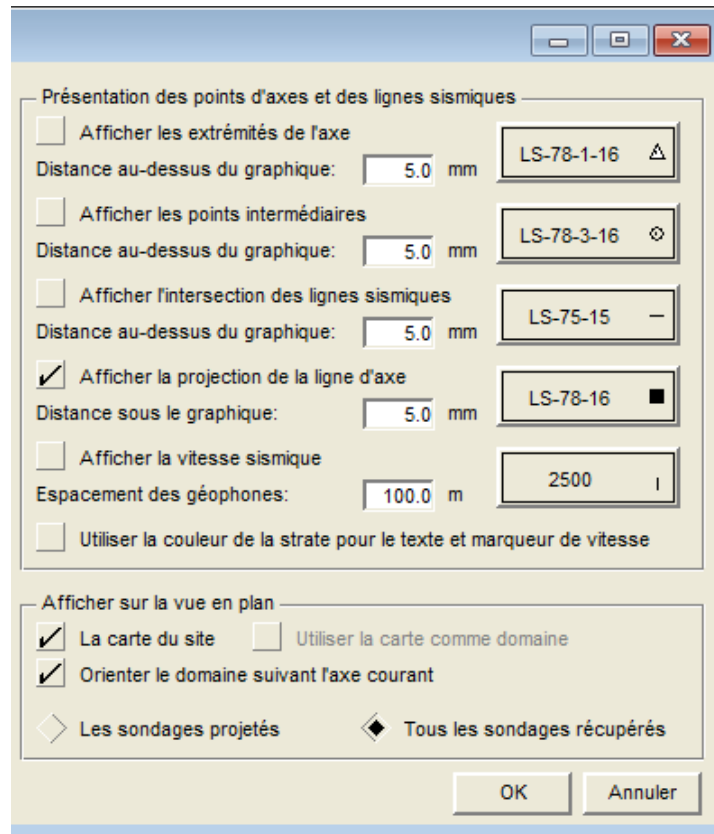 Présentation des points d'axes et des lignes sismiques
Afficher les extrémités de l'axe
Distance au-dessus du graphique: 5.0 mm LS-78-1-16
Afficher les points intermédiaires
Distance au-dessus du graphique: 5.0 mm LS-78-3-16
Afficher l'intersection des lignes sismiques
Distance au-dessus du graphique: 5.0 mm LS-75-15
Afficher la projection de la ligne d'axe
Distance sous le graphique: 5.0 mm LS-78-16
Afficher la vitesse sismique
Espacement des géophones: 100.0 m 2500
Utiliser la couleur de la strate pour le texte et marqueur de vitesse
Afficher sur la vue en plan
La carte du site Utiliser la carte comme domaine
Orienter le domaine suivant l'axe courant
Les sondages projetés Tous les sondages récupérés
OK Annuler